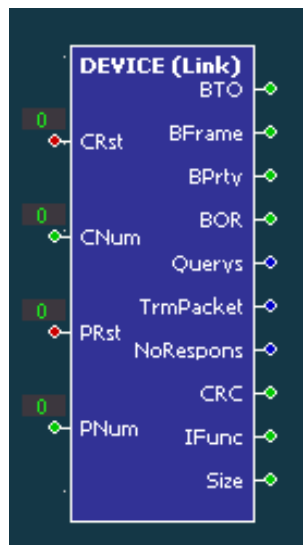 DEVICE (Link)
BTO
0
CRst
BFrame
BPrty
0
CNum
BOR
Querys
0
TrmPacket
PRst
NoRespons
0
CRC
PNum
IFunc
Size